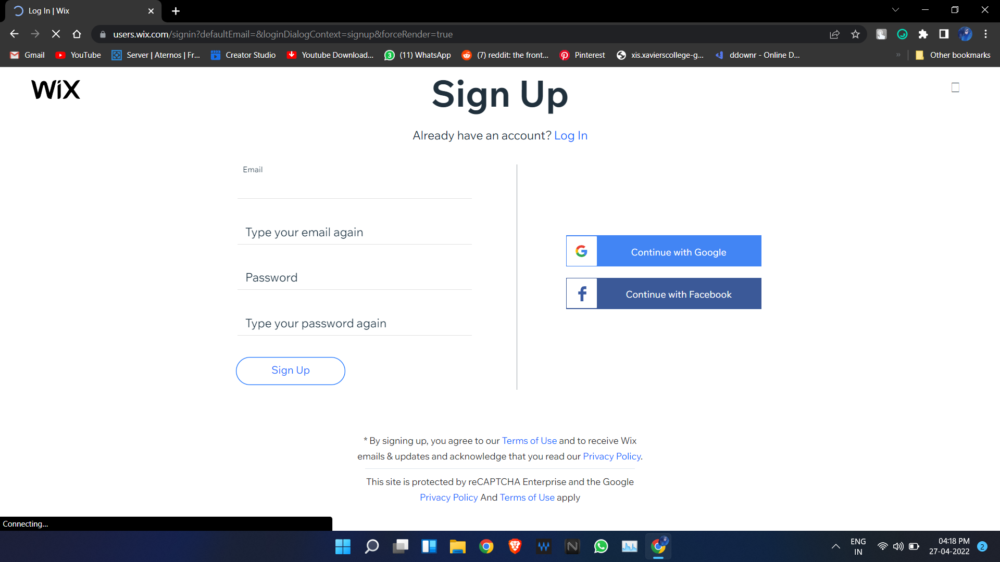 Log In | Wix
users.wix.com/signin?defaultEmail=&loginDialogContext=signup&forceRender=true
Gmail
YouTube
Server | Aternos | Fr...
Creator Studio
Youtube Download...
3
(11) WhatsApp
(7) reddit: the front...
Pinterest
xis.xavierscollege-g...
ddownr - Online D...
»
Other bookmarks
WiX
Sign Up
Already have an account? Log In
Email
Type your email again
Password
Type your password again
Sign Up
G
Continue with Google
f
Continue with Facebook
* By signing up, you agree to our Terms of Use and to receive Wix
emails & updates and acknowledge that you read our Privacy Policy.
This site is protected by reCAPTCHA Enterprise and the Google
Privacy Policy And Terms of Use apply
Connecting...
W
N
ENG
IN
04:18 PM
27-04-2022
2